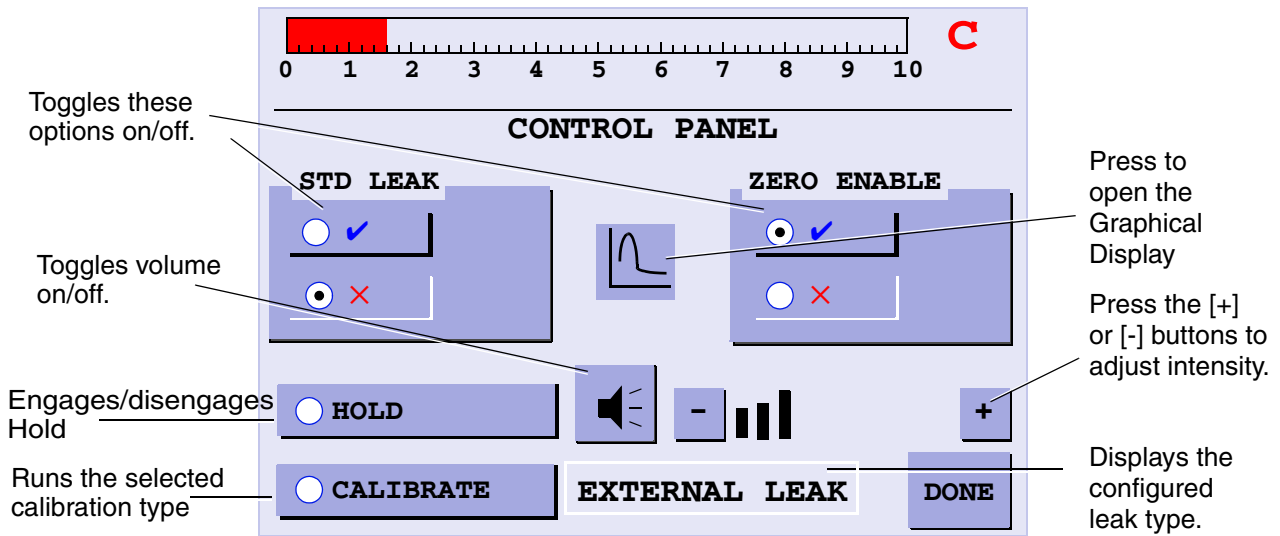 C
0 1 2 3 4 5 6 7 8 9 10
Toggles these
options on/off.
CONTROL PANEL
STD LEAK
✔
✕
ZERO ENABLE
✔
✕
Press to
open the
Graphical
Display
Toggles volume
on/off.
Press the [+]
or [-] buttons to
adjust intensity.
Engages/disengages
Hold
HOLD
-
+
Runs the selected
calibration type
CALIBRATE
EXTERNAL LEAK
DONE
Displays the
configured
leak type.